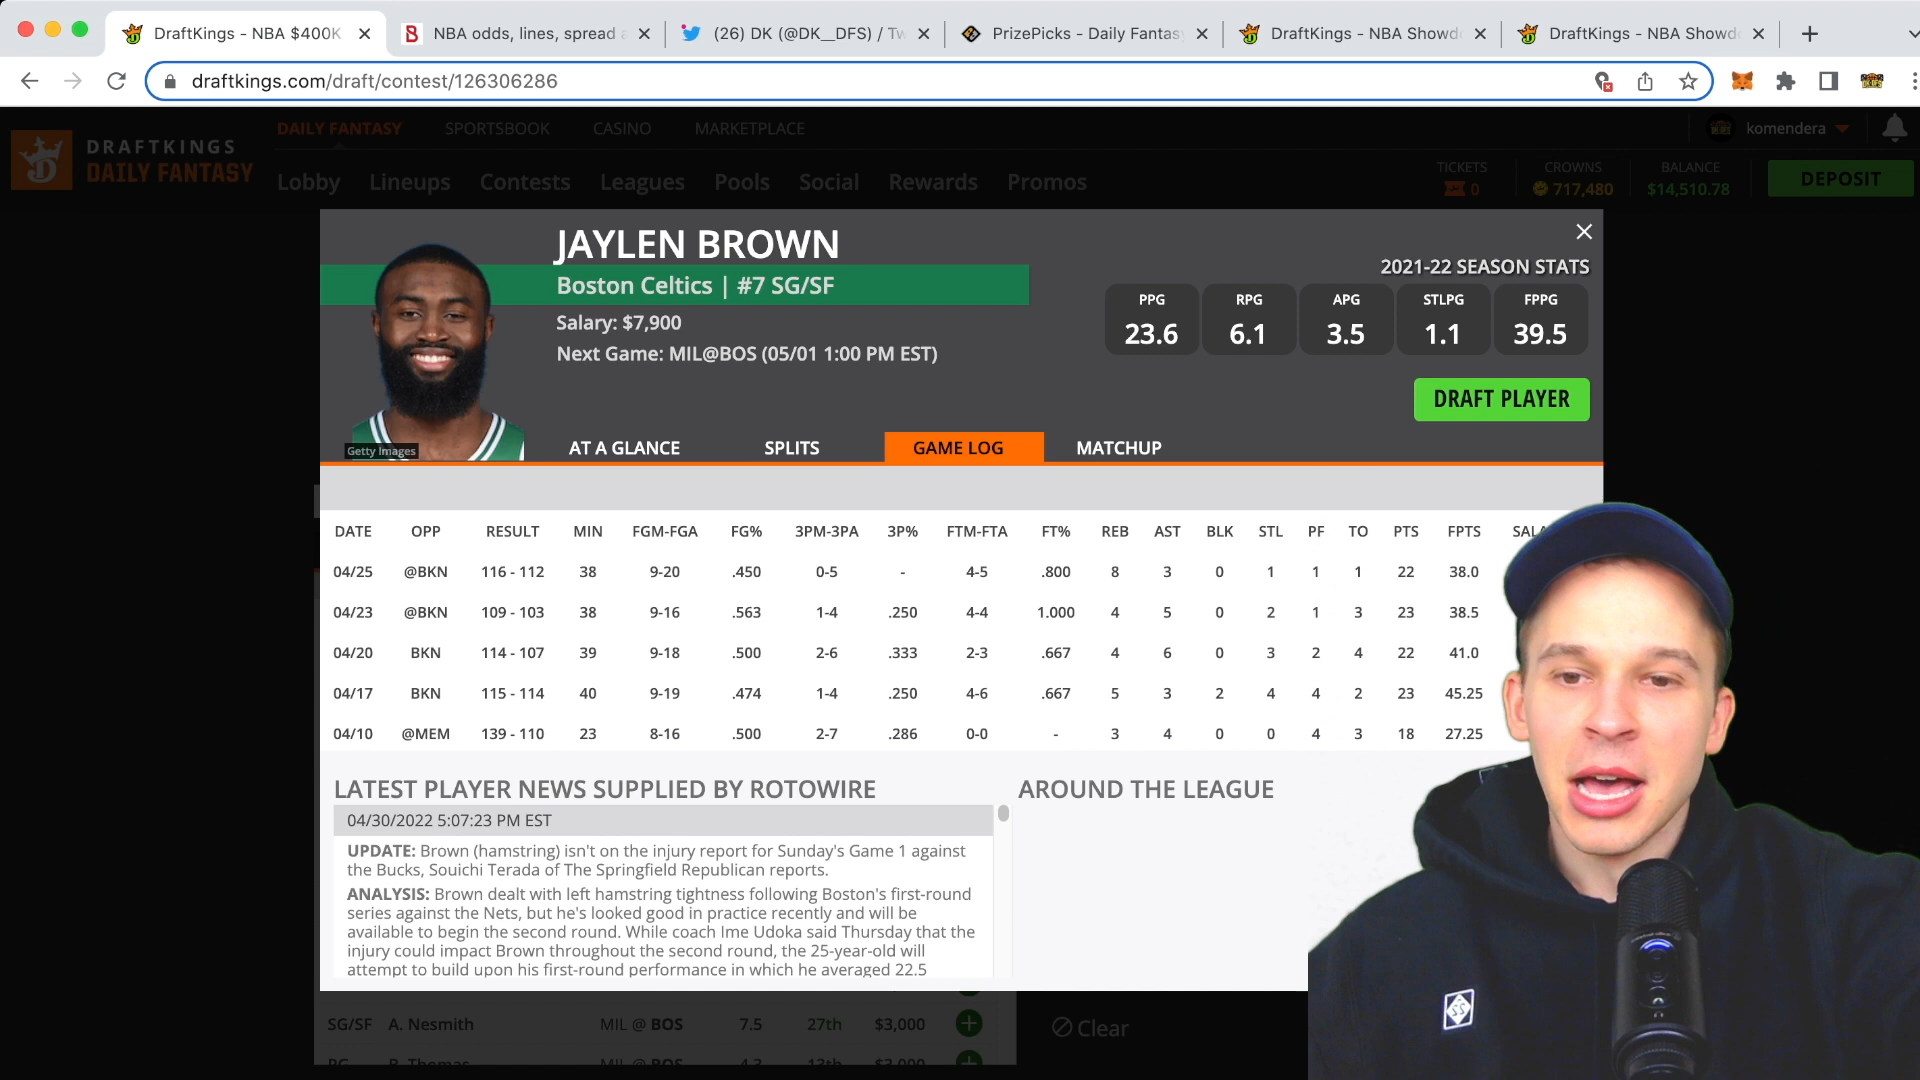 DraftKings - NBA $400K
NBA odds, lines, spread
(26) DK (@DK__DFS) / Tw
PrizePicks - Daily Fantasy
DraftKings - NBA Showd
DraftKings - NBA Showd
draftkings.com/draft/contest/126306286
DRAFTKINGS
DAILY FANTASY
DAILY FANTASY SPORTSBOOK CASINO MARKETPLACE
komendera
Lobby Lineups Contests Leagues Pools Social Rewards Promos
TICKETS
0
CROWNS
717,480
BALANCE
$14,510.78
DEPOSIT
JAYLEN BROWN
Boston Celtics | #7 SG/SF
Salary: $7,900
Next Game: MIL@BOS (05/01 1:00 PM EST)
2021-22 SEASON STATS
PPG RPG APG STLPG FPPG
23.6 6.1 3.5 1.1 39.5
DRAFT PLAYER
Getty Images
AT A GLANCE SPLITS GAME LOG MATCHUP
DATE OPP RESULT MIN FGM-FGA FG% 3PM-3PA 3P% FTM-FTA FT% REB AST BLK STL PF TO PTS FPTS SALA
04/25 @BKN 116 - 112 38 9-20 .450 0-5 - 4-5 .800 8 3 0 1 1 1 22 38.0
04/23 @BKN 109 - 103 38 9-16 .563 1-4 .250 4-4 1.000 4 5 0 2 1 3 23 38.5
04/20 BKN 114 - 107 39 9-18 .500 2-6 .333 2-3 .667 4 6 0 3 2 4 22 41.0
04/17 BKN 115 - 114 40 9-19 .474 1-4 .250 4-6 .667 5 3 2 4 4 2 23 45.25
04/10 @MEM 139 - 110 23 8-16 .500 2-7 .286 0-0 - 3 4 0 0 4 3 18 27.25
LATEST PLAYER NEWS SUPPLIED BY ROTOWIRE
AROUND THE LEAGUE
04/30/2022 5:07:23 PM EST
UPDATE: Brown (hamstring) isn't on the injury report for Sunday's Game 1 against
the Bucks, Souichi Terada of The Springfield Republican reports.
ANALYSIS: Brown dealt with left hamstring tightness following Boston's first-round
series against the Nets, but he's looked good in practice recently and will be
available to begin the second round. While coach Ime Udoka said Thursday that the
injury could impact Brown throughout the second round, the 25-year-old will
attempt to build upon his first-round performance in which he averaged 22.5
SG/SF A. Nesmith MIL @ BOS 7.5 27th $3,000
Clear
PG B. Thomas MIL @ BOS 4.3 13th $3,000